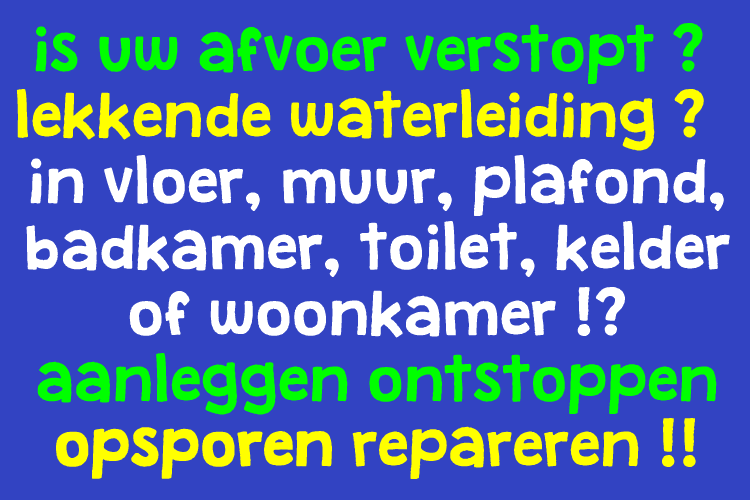 is uw afvoer verstopt ?
lekkende waterleiding ?
in vloer, muur, plafond,
badkamer, toilet, kelder
of woonkamer !?
aanleggen ontstoppen
opsporen repareren !!